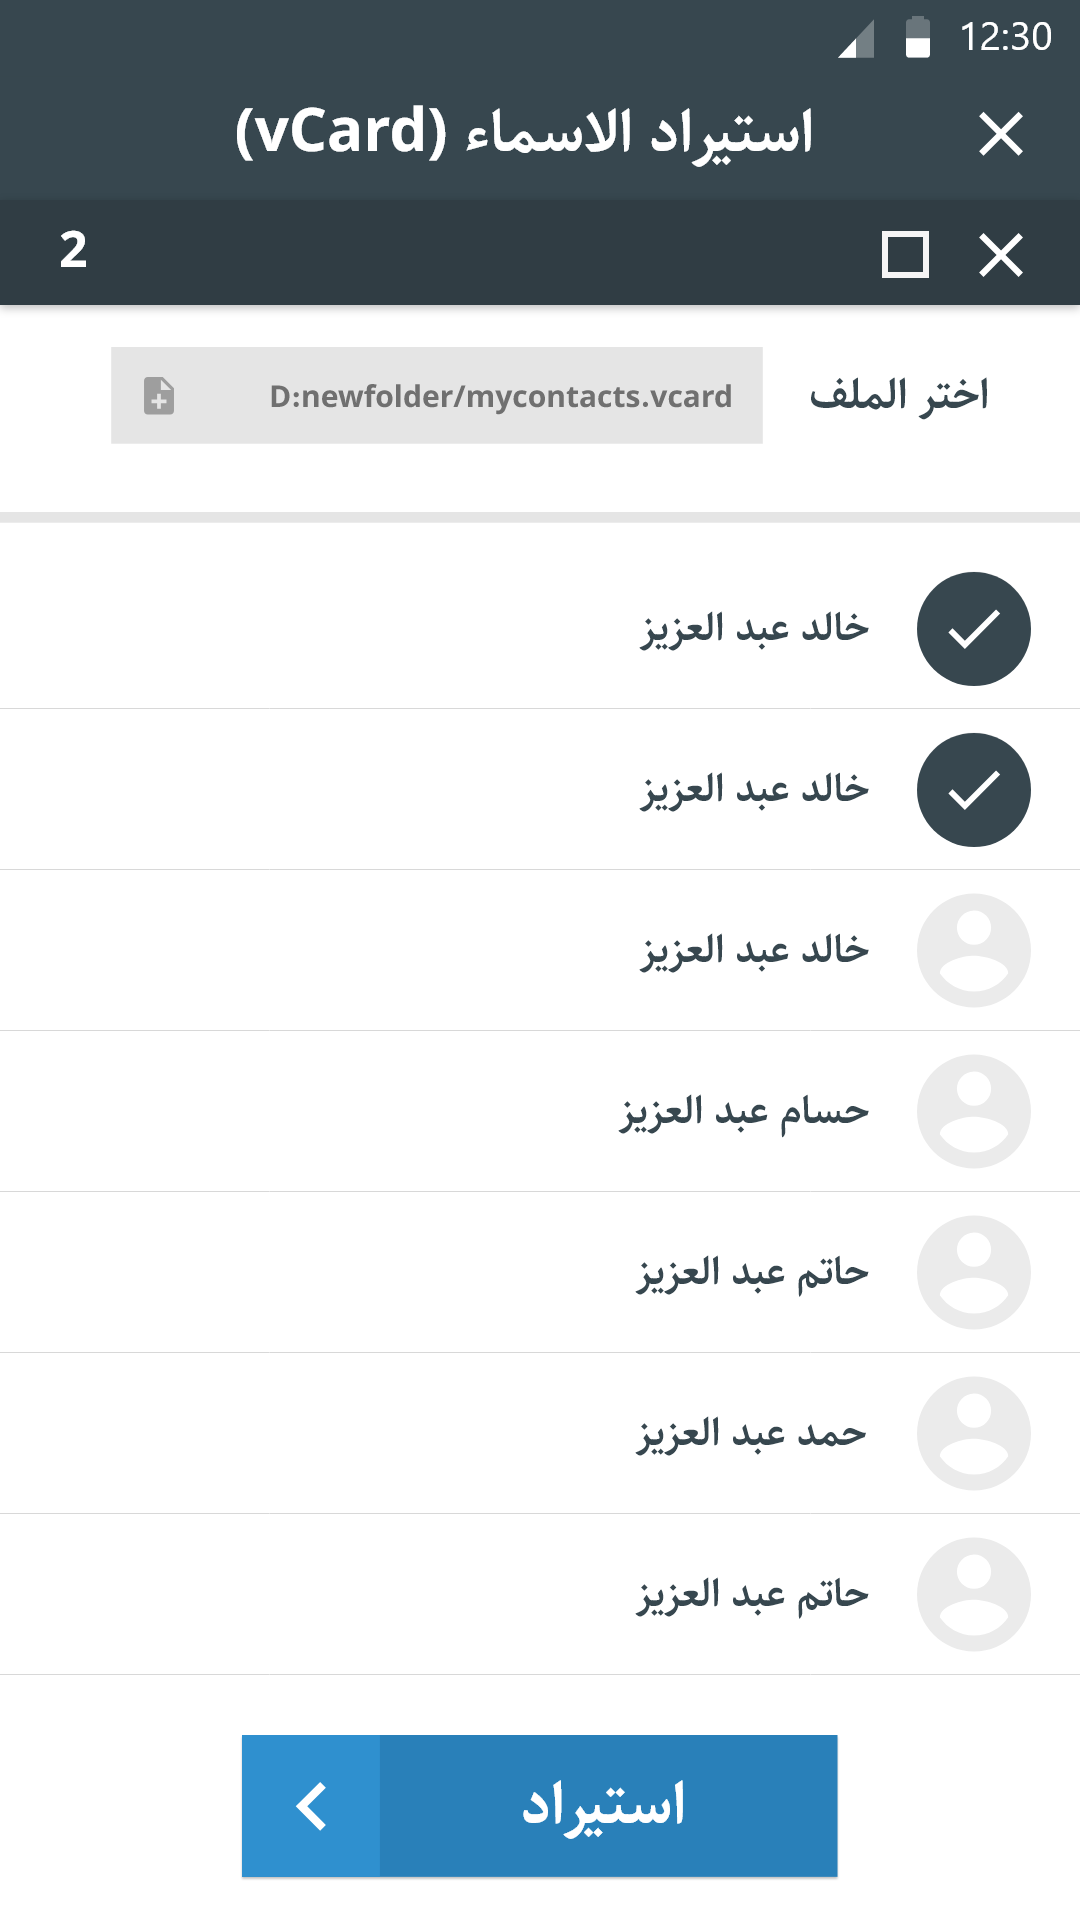 12:30
استيراد الاسماء (vCard)
2
اختر الملف
D:newfolder/mycontacts.vcard
خالد عبد العزيز
خالد عبد العزيز
خالد عبد العزيز
حسام عبد العزيز
حاتم عبد العزيز
حمد عبد العزيز
حاتم عبد العزيز
استيراد